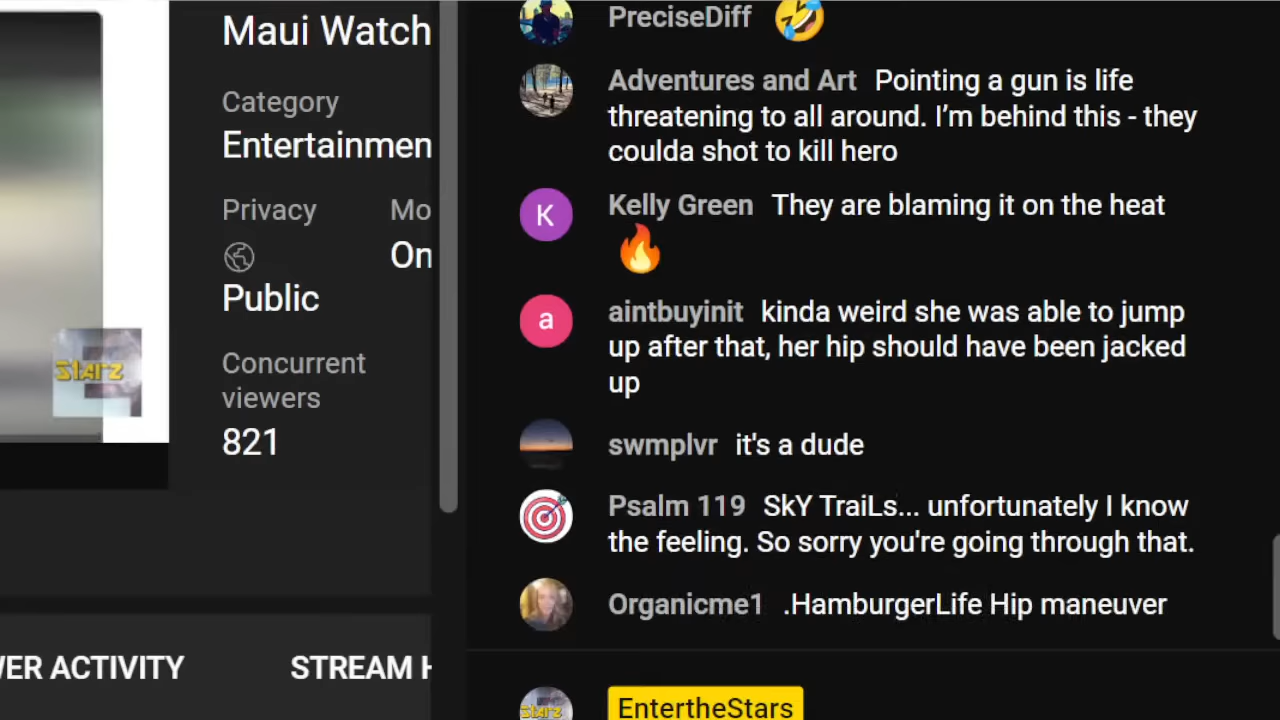 Maui Watch
Category
Entertainmen
Privacy
Mo
On
Public
Concurrent
viewers
821
Starz
VER ACTIVITY
STREAM H
PreciseDiff 🤣
Adventures and Art Pointing a gun is life
threatening to all around. I’m behind this - they
coulda shot to kill hero
Kelly Green They are blaming it on the heat
🔥
K
a
aintbuyinit kinda weird she was able to jump
up after that, her hip should have been jacked
up
swmplvr it's a dude
Psalm 119 SkY TraiLs... unfortunately I know
the feeling. So sorry you're going through that.
Organicme1 .HamburgerLife Hip maneuver
Starz
EntertheStars